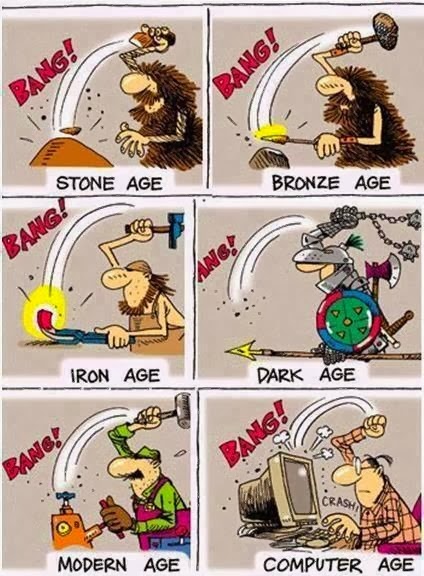 BANG!
BANG!
STONE AGE
BRONZE AGE
BANG!
ANG!
IRON AGE
DARK AGE
BANG!
BANG!
CRASH!
MODERN AGE
COMPUTER AGE